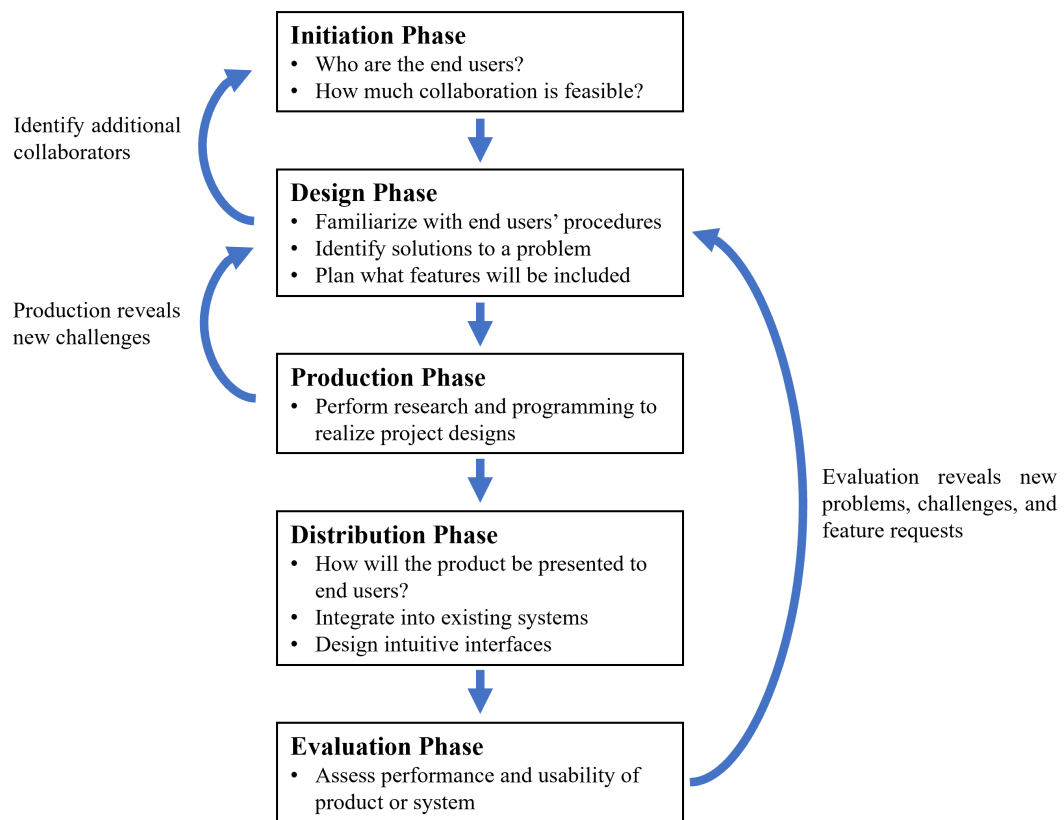 Initiation Phase
• Who are the end users?
• How much collaboration is feasible?
Identify additional
collaborators
Design Phase
• Familiarize with end users’ procedures
• Identify solutions to a problem
• Plan what features will be included
Production reveals
new challenges
Production Phase
• Perform research and programming to
realize project designs
Evaluation reveals new
problems, challenges, and
feature requests
Distribution Phase
• How will the product be presented to
end users?
• Integrate into existing systems
• Design intuitive interfaces
Evaluation Phase
• Assess performance and usability of
product or system